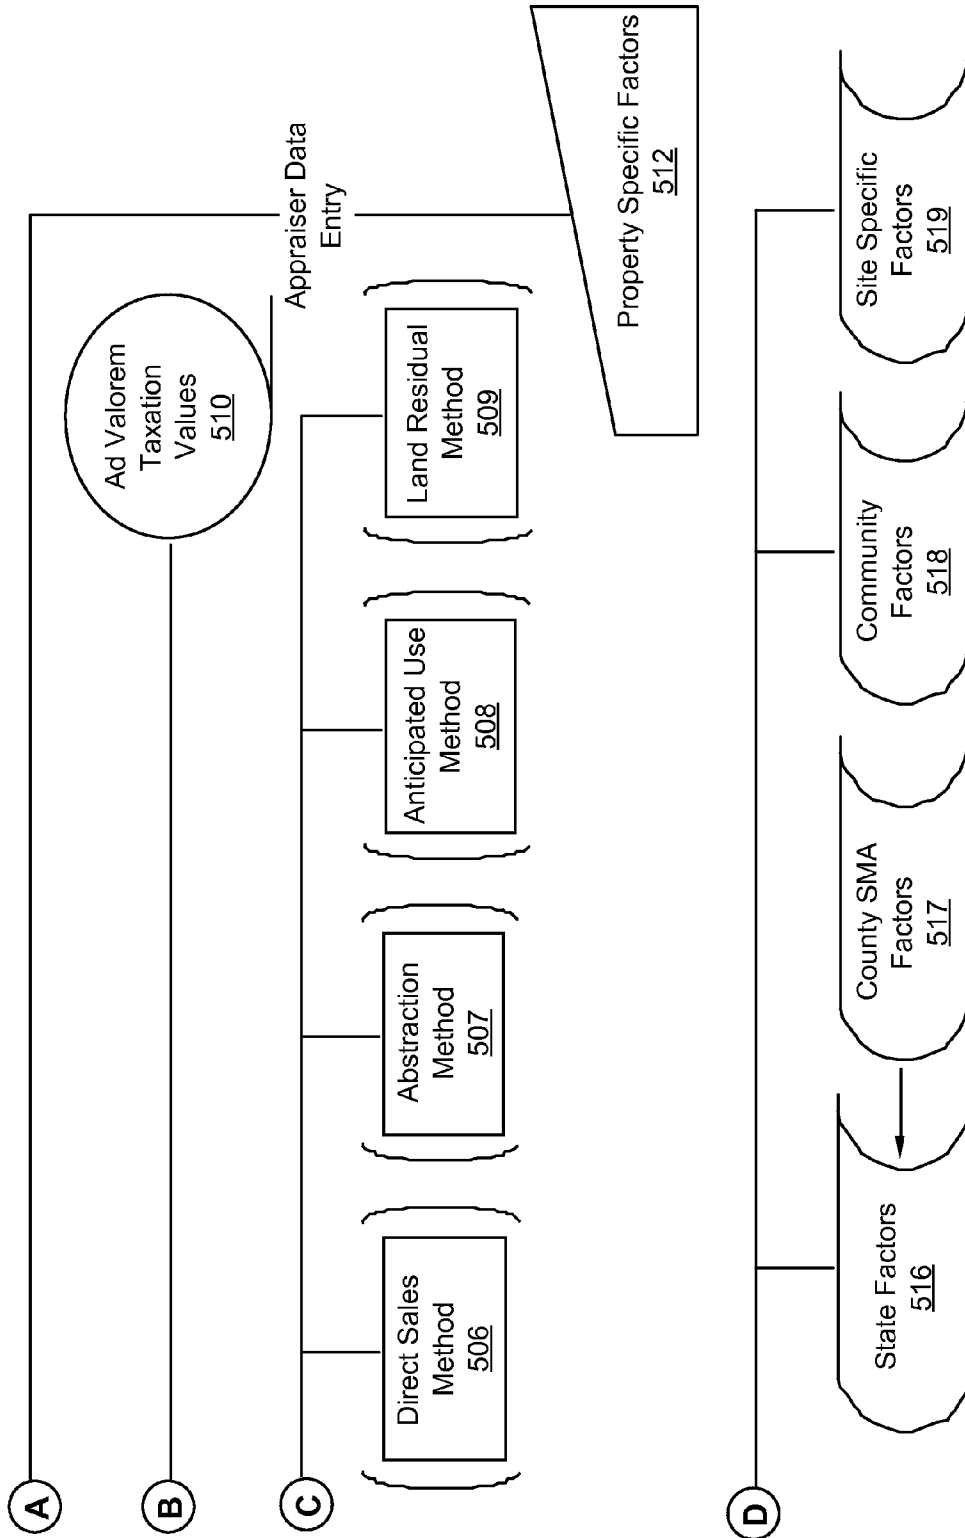 A
B
Ad Valorem
Taxation
Values
510
Appraiser Data
Entry
C
Direct Sales
Method
506
Abstraction
Method
507
Anticipated Use
Method
508
Land Residual
Method
509
Property Specific Factors
512
D
State Factors
516
County SMA
Factors
517
Community
Factors
518
Site Specific
Factors
519